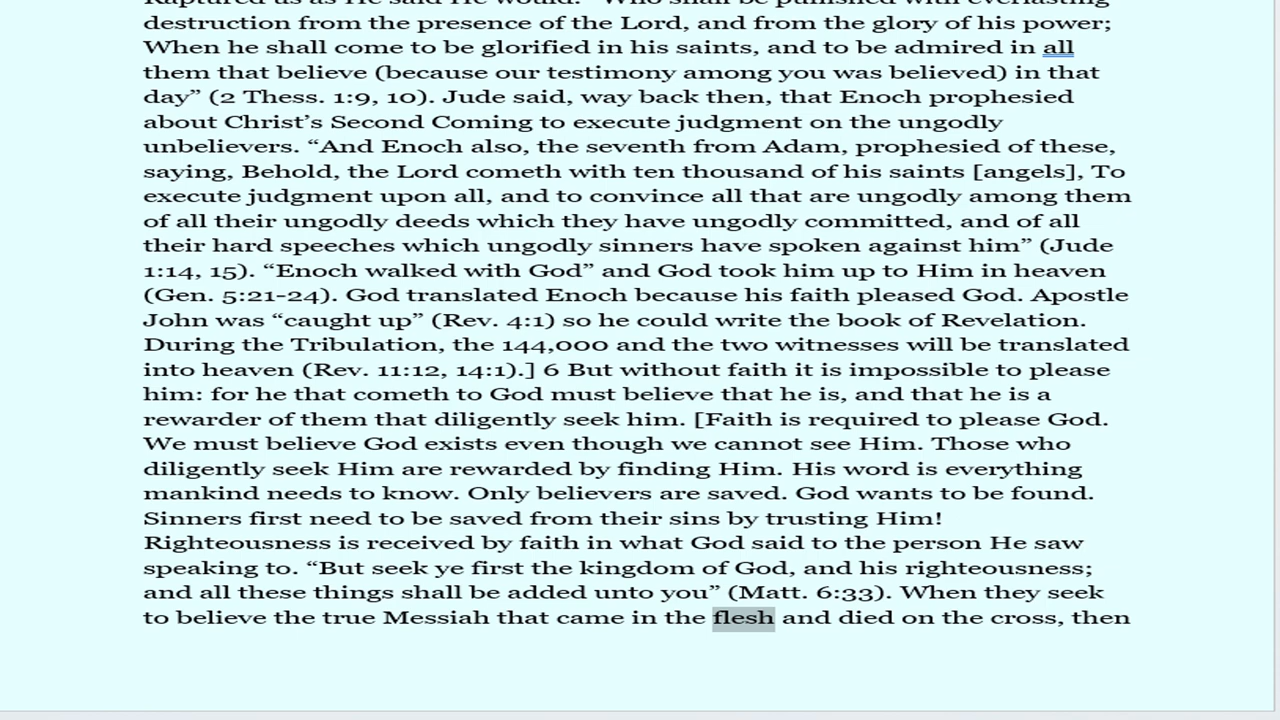 destruction from the presence of the Lord, and from the glory of his power;
When he shall come to be glorified in his saints, and to be admired in all
them that believe (because our testimony among you was believed) in that
day” (2 Thess. 1:9, 10). Jude said, way back then, that Enoch prophesied
about Christ’s Second Coming to execute judgment on the ungodly
unbelievers. “And Enoch also, the seventh from Adam, prophesied of these,
saying, Behold, the Lord cometh with ten thousand of his saints [angels], To
execute judgment upon all, and to convince all that are ungodly among them
of all their ungodly deeds which they have ungodly committed, and of all
their hard speeches which ungodly sinners have spoken against him” (Jude
1:14, 15). “Enoch walked with God” and God took him up to Him in heaven
(Gen. 5:21-24). God translated Enoch because his faith pleased God. Apostle
John was “caught up” (Rev. 4:1) so he could write the book of Revelation.
During the Tribulation, the 144,000 and the two witnesses will be translated
into heaven (Rev. 11:12, 14:1).] 6 But without faith it is impossible to please
him: for he that cometh to God must believe that he is, and that he is a
rewarder of them that diligently seek him. [Faith is required to please God.
We must believe God exists even though we cannot see Him. Those who
diligently seek Him are rewarded by finding Him. His word is everything
mankind needs to know. Only believers are saved. God wants to be found.
Sinners first need to be saved from their sins by trusting Him!
Righteousness is received by faith in what God said to the person He saw
speaking to. “But seek ye first the kingdom of God, and his righteousness;
and all these things shall be added unto you” (Matt. 6:33). When they seek
to believe the true Messiah that came in the flesh and died on the cross, then